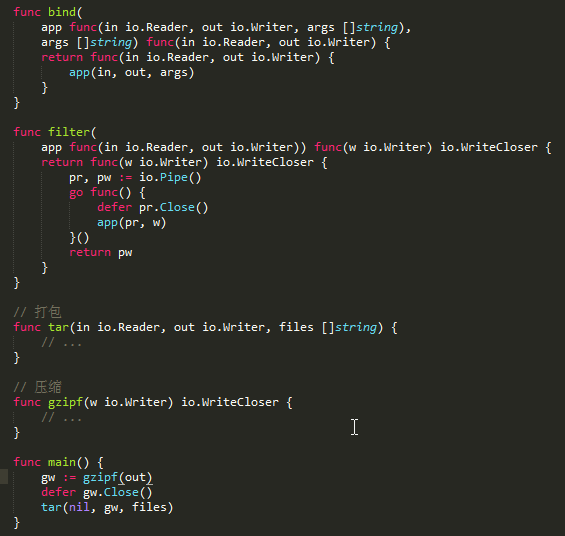 func bind(
app func(in io.Reader, out io.Writer, args []string),
args []string) func(in io.Reader, out io.Writer) {
return func(in io.Reader, out io.Writer) {
app(in, out, args)
}
}
func filter(
app func(in io.Reader, out io.Writer)) func(w io.Writer) io.WriteCloser {
return func(w io.Writer) io.WriteCloser {
pr, pw := io.Pipe()
go func() {
defer pr.Close()
app(pr, w)
}()
return pw
}
}
// 打包
func tar(in io.Reader, out io.Writer, files []string) {
// ...
}
// 压缩
func gzipf(w io.Writer) io.WriteCloser {
// ...
}
func main() {
gw := gzipf(out)
defer gw.Close()
tar(nil, gw, files)
}